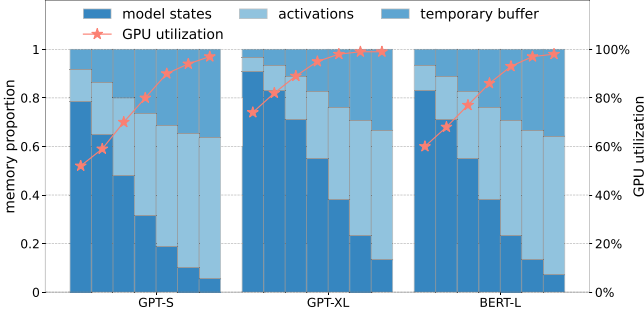 model states activations temporary buffer
GPU utilization
memory proportion
1
0.8
0.6
0.4
0.2
0
100%
80%
60%
40%
20%
0%
GPU utilization
GPT-S GPT-XL BERT-L